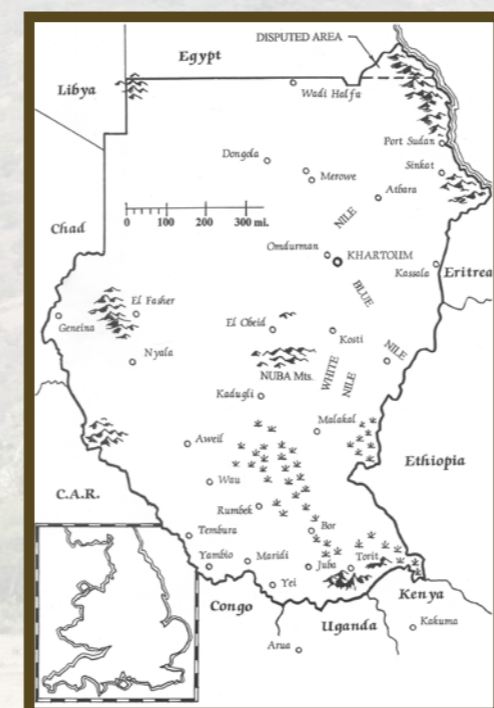 DISPUTED AREA
Egypt
Libya
Wadi Halfa
Port Sudan
Dongola
Sinkat
Merowe
Atbara
0 100 200 300 mi.
NILE
Chad
Omdurman
KHARTOUM
Kassala
Eritrea
BLUE
El Fasher
Geneina
El Obeid
Kosti
Nyala
NILE
NUBA Mts.
WHITE
NILE
Kadugli
Malakal
Aweil
Ethiopia
Wau
C.A.R.
Rumbek
Tembura
Bor
Yambio
Maridi
Juba
Torit
Yei
Kenya
Congo
Uganda
Kakuma
Arua